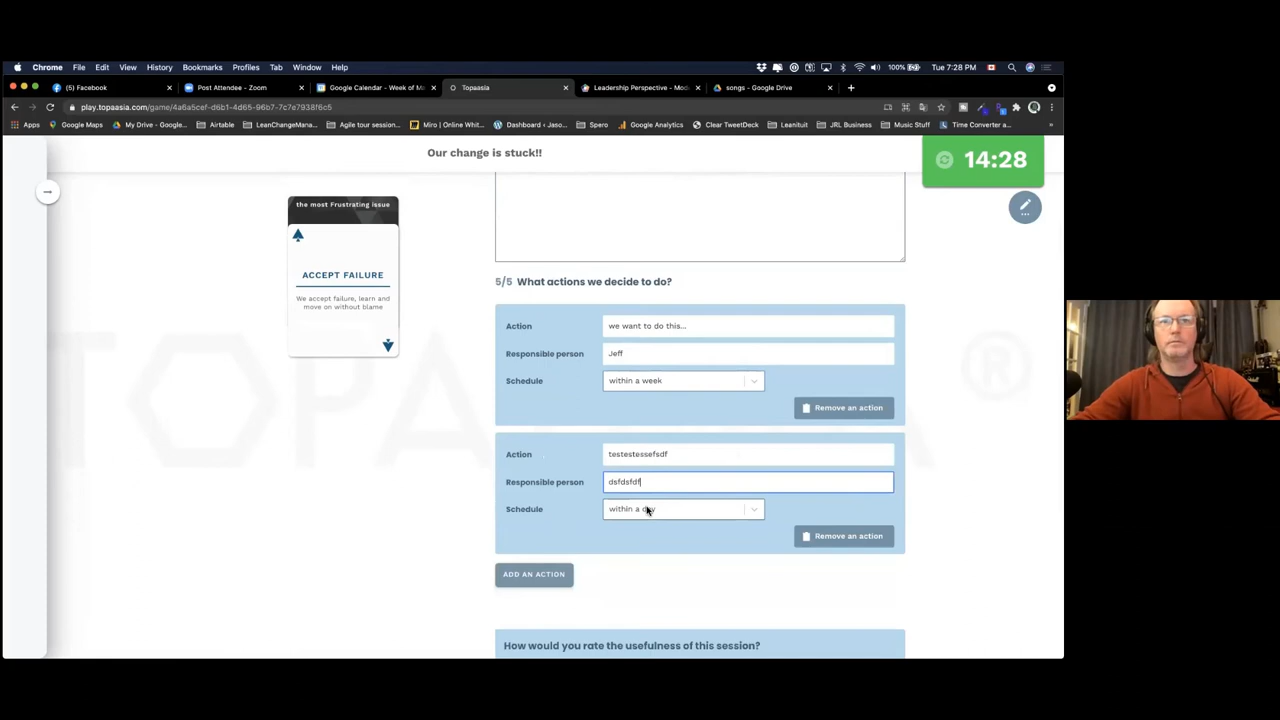 Chrome File Edit View History Bookmarks Profiles Tab Window Help
100% Tue 7:28 PM
(5) Facebook
Post Attendee - Zoom
Google Calendar - Week of M
Topaasia
Leadership Perspective - Mod
songs - Google Drive
play.topaasia.com/game/4a6a5cef-d6b1-4d65-96b7-7c7e7938f6c5
Apps Google Maps My Drive - Google... Airtable LeanChangeMana... Agile tour session... Miro | Online Whit... Dashboard ‹ Jaso... Spero Google Analytics Clear TweetDeck Leanituit JRL Business Music Stuff Time Converter a...
Our change is stuck!!
14:28
the most Frustrating issue
ACCEPT FAILURE
We accept failure, learn and
move on without blame
5/5 What actions we decide to do?
Action we want to do this...
Responsible person Jeff
Schedule within a week
Remove an action
Action testestessefsdf
Responsible person dsfdsfdf
Schedule within a day
Remove an action
ADD AN ACTION
How would you rate the usefulness of this session?
TOPA A ®